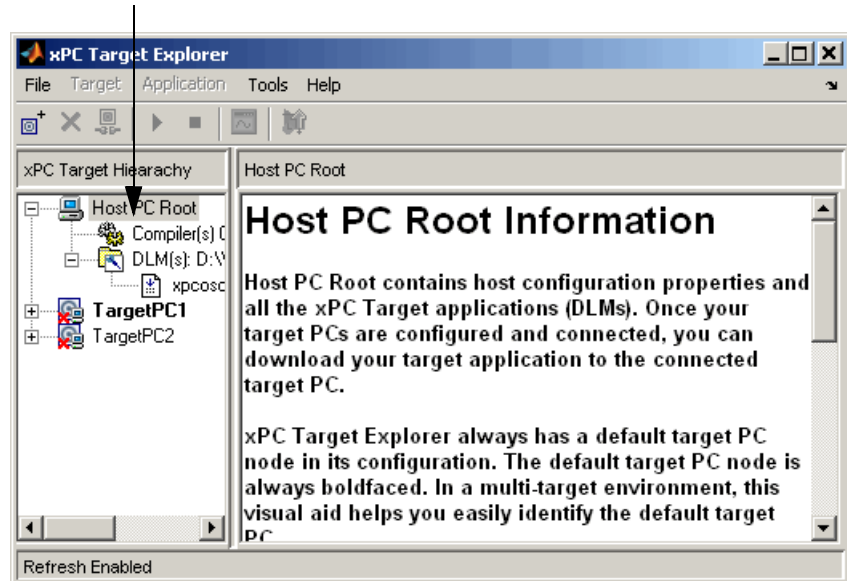 xPC Target Explorer
File Target Application Tools Help
xPC Target Hiearachy
Host PC Root
Host PC Root
Compiler(s) C
DLM(s): D:\
xpcosc
TargetPC1
TargetPC2
Host PC Root Information
Host PC Root contains host configuration properties and
all the xPC Target applications (DLMs). Once your
target PCs are configured and connected, you can
download your target application to the connected
target PC.
xPC Target Explorer always has a default target PC
node in its configuration. The default target PC node is
always boldfaced. In a multi-target environment, this
visual aid helps you easily identify the default target
PC
Refresh Enabled